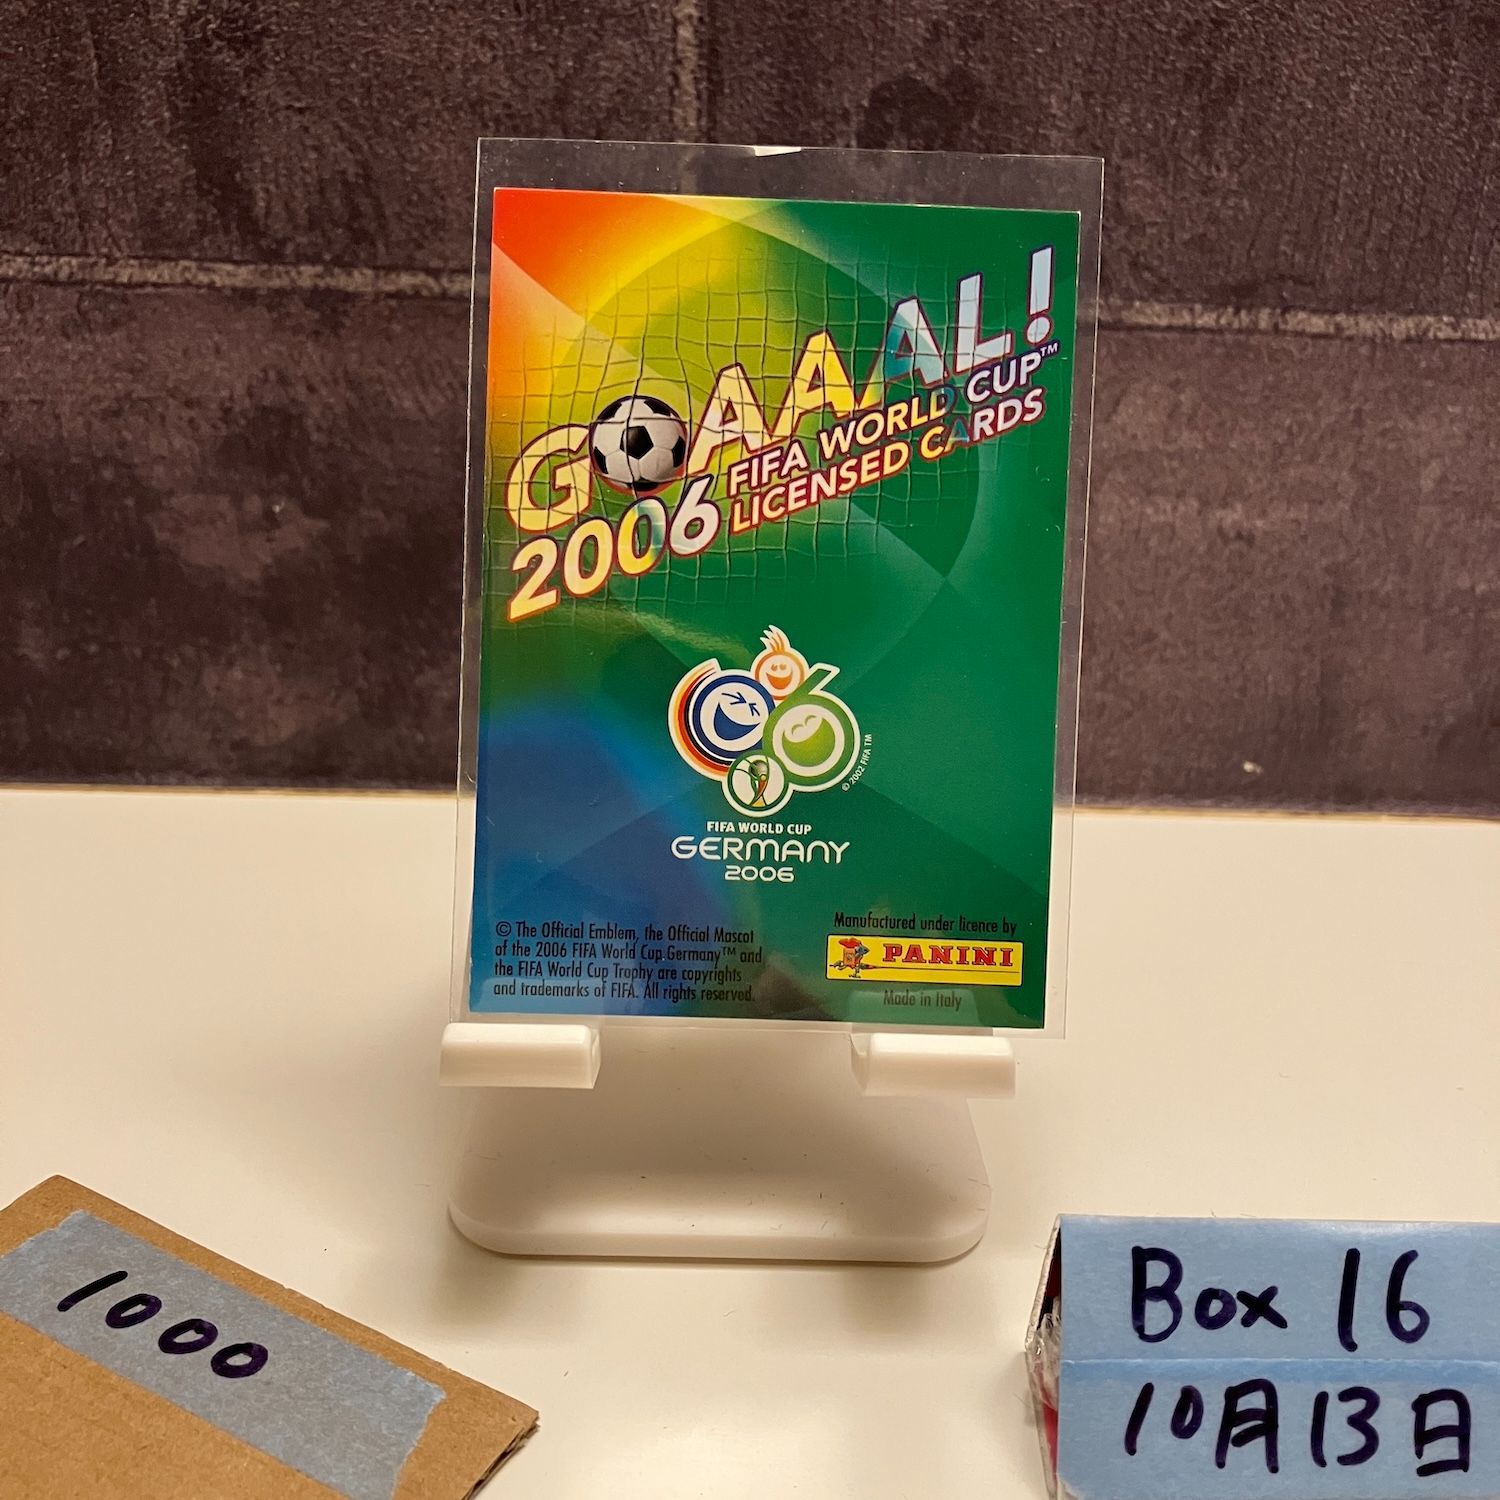 GOAAAL!
2006 FIFA WORLD CUP™
LICENSED CARDS
© 2002 FIFA TM
FIFA WORLD CUP
GERMANY
2006
© The Official Emblem, the Official Mascot
of the 2006 FIFA World Cup Germany™ and
the FIFA World Cup Trophy are copyrights
and trademarks of FIFA. All rights reserved.
Manufactured under licence by
PANINI
Made in Italy
1000
Box 16
10月13日